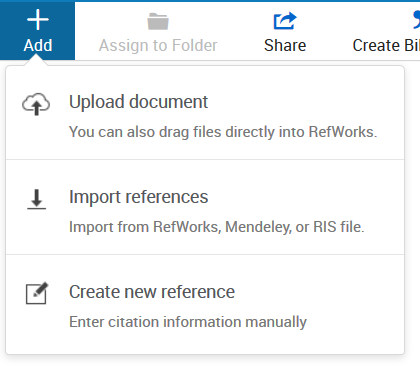 Add
Assign to Folder
Share
Create Bi
Upload document
You can also drag files directly into RefWorks.
Import references
Import from RefWorks, Mendeley, or RIS file.
Create new reference
Enter citation information manually